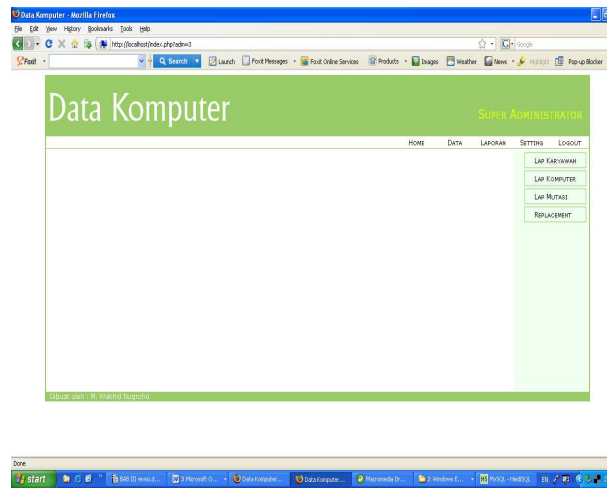 Data Komputer - Mozilla Firefox
File Edit View History Bookmarks Tools Help
http://localhost/index.php?adm=3
Google
Foxit Search Launch Foxit Messages Foxit Online Services Products Images Weather News Highlight Pop-up Blocker
Data Komputer
SUPER ADMINISTRATOR
HOME DATA LAPORAN SETTING LOGOUT
LAP KARYAWAN
LAP KOMPUTER
LAP MUTASI
REPLACEMENT
Dibuat oleh : M. Wakhid Nugroho
Done
start BAB III revisi.d... 3 Microsoft O... Data Komputer... Data Komputer... Macromedia Dr... 2 Windows E... MySQL - HeidiSQL EN